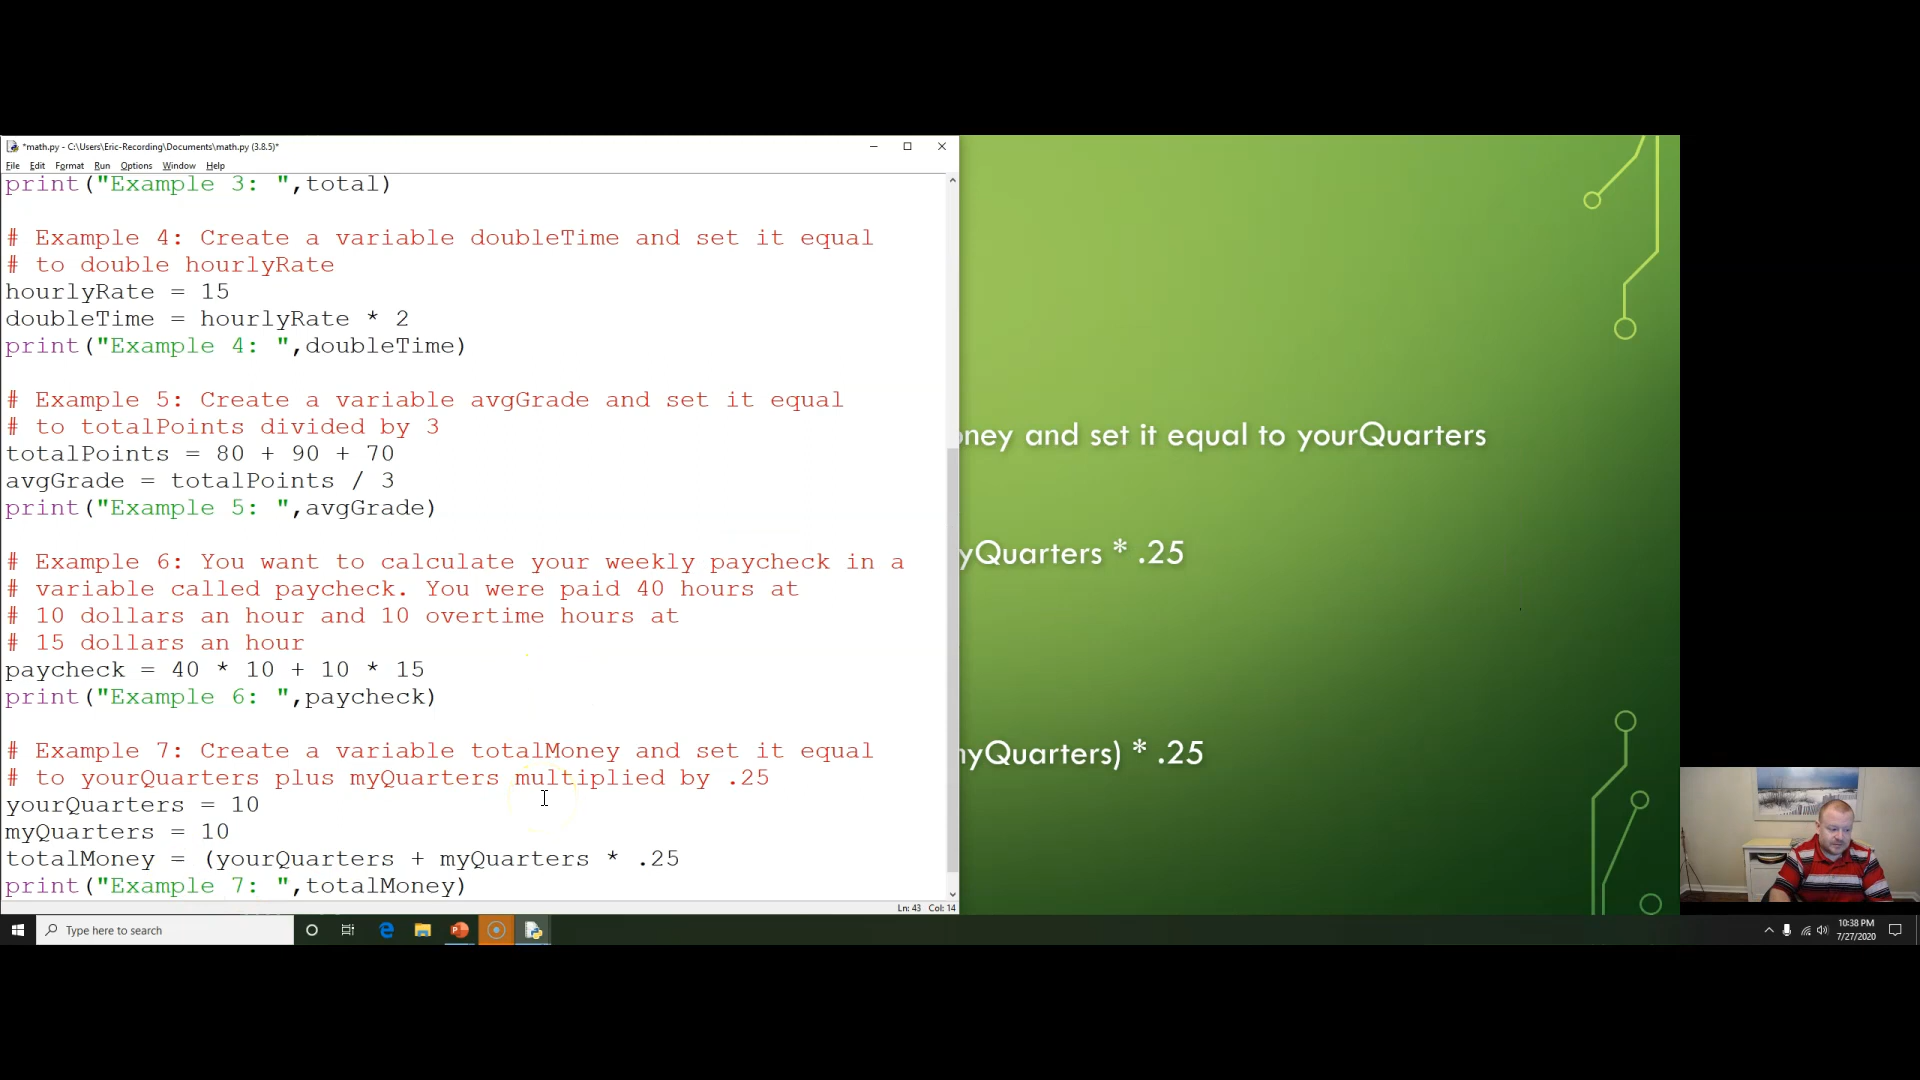 *math.py - C:\Users\Eric-Recording\Documents\math.py (3.8.5)*
File Edit Format Run Options Window Help
print("Example 3: ",total)
# Example 4: Create a variable doubleTime and set it equal
# to double hourlyRate
hourlyRate = 15
doubleTime = hourlyRate * 2
print("Example 4: ",doubleTime)
# Example 5: Create a variable avgGrade and set it equal
# to totalPoints divided by 3
totalPoints = 80 + 90 + 70
avgGrade = totalPoints / 3
print("Example 5: ",avgGrade)
# Example 6: You want to calculate your weekly paycheck in a
# variable called paycheck. You were paid 40 hours at
# 10 dollars an hour and 10 overtime hours at
# 15 dollars an hour
paycheck = 40 * 10 + 10 * 15
print("Example 6: ",paycheck)
# Example 7: Create a variable totalMoney and set it equal
# to yourQuarters plus myQuarters multiplied by .25
yourQuarters = 10
myQuarters = 10
totalMoney = (yourQuarters + myQuarters * .25
print("Example 7: ",totalMoney)
Ln: 43 Col: 14
oney and set it equal to yourQuarters
yQuarters * .25
myQuarters) * .25
Type here to search
10:38 PM
7/27/2020